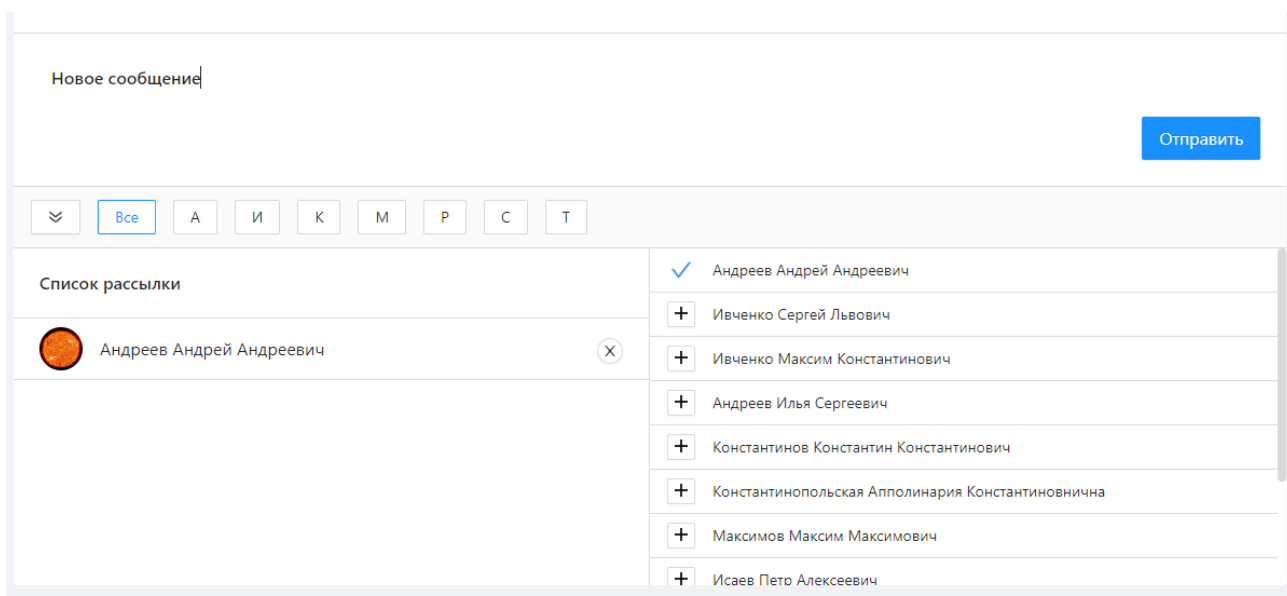 Новое сообщение
Отправить
Все А И К М Р С Т
Список рассылки
Андреев Андрей Андреевич
X
Андреев Андрей Андреевич
Ивченко Сергей Львович
Ивченко Максим Константинович
Андреев Илья Сергеевич
Константинов Константин Константинович
Константинопольская Апполинария Константиновнична
Максимов Максим Максимович
Исаев Петр Алексеевич